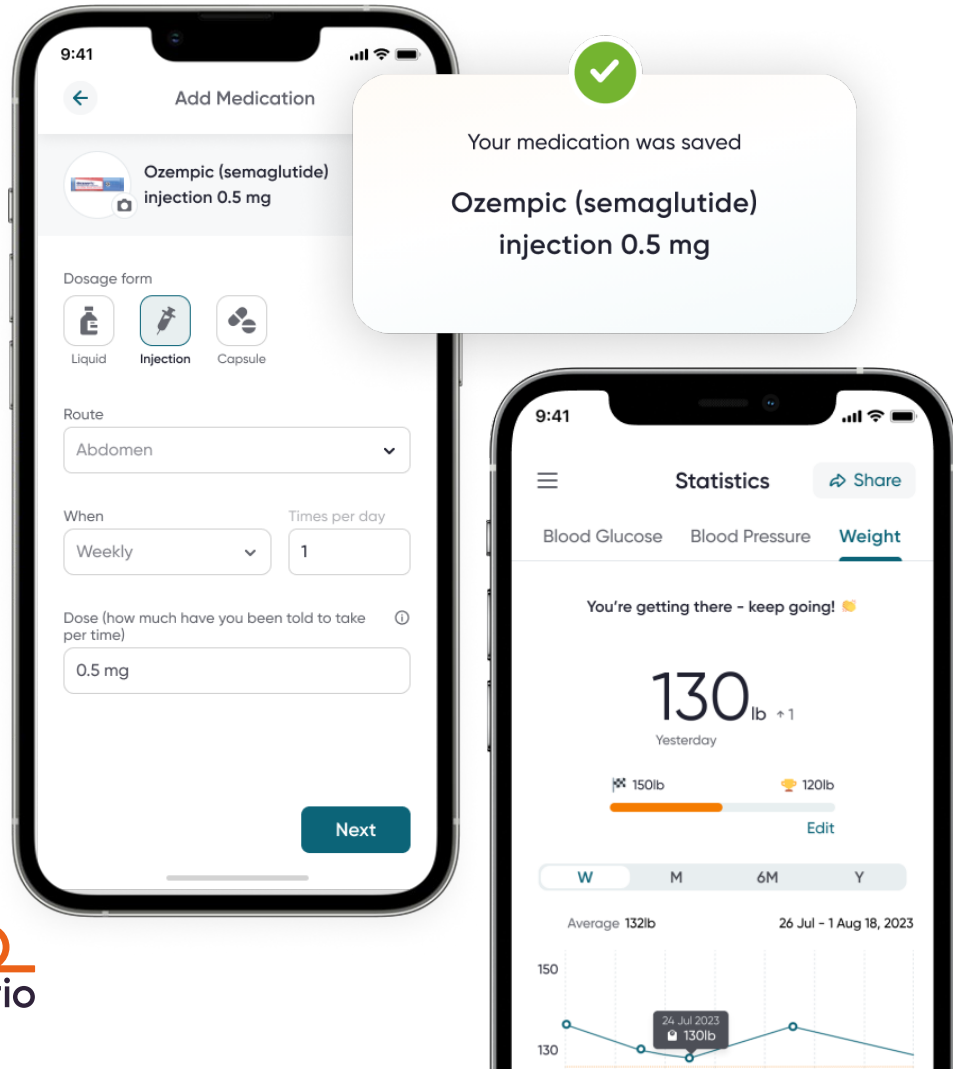 9:41
Add Medication
Ozempic (semaglutide)
injection 0.5 mg
Dosage form
Liquid
Injection
Capsule
Route
Abdomen
When
Times per day
Weekly
1
Dose (how much have you been told to take
per time)
0.5 mg
Next
Your medication was saved
Ozempic (semaglutide)
injection 0.5 mg
9:41
Statistics
Share
Blood Glucose
Blood Pressure
Weight
You're getting there - keep going! 👏
130 lb ↑ 1
Yesterday
150lb
120lb
Edit
W
M
6M
Y
Average 132lb
26 Jul - 1 Aug 18, 2023
150
24 Jul 2023
130lb
130
io